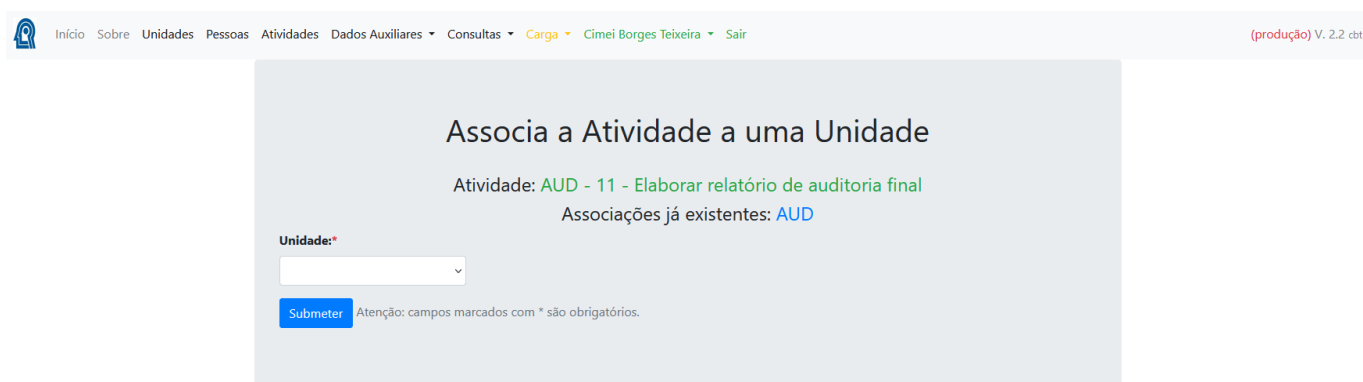 Início Sobre Unidades Pessoas Atividades Dados Auxiliares Consultas Carga Cimei Borges Teixeira Sair (produção) V. 2.2 cbt
Associa a Atividade a uma Unidade
Atividade: AUD - 11 - Elaborar relatório de auditoria final
Associações já existentes: AUD
Unidade:*
Submeter Atenção: campos marcados com * são obrigatórios.